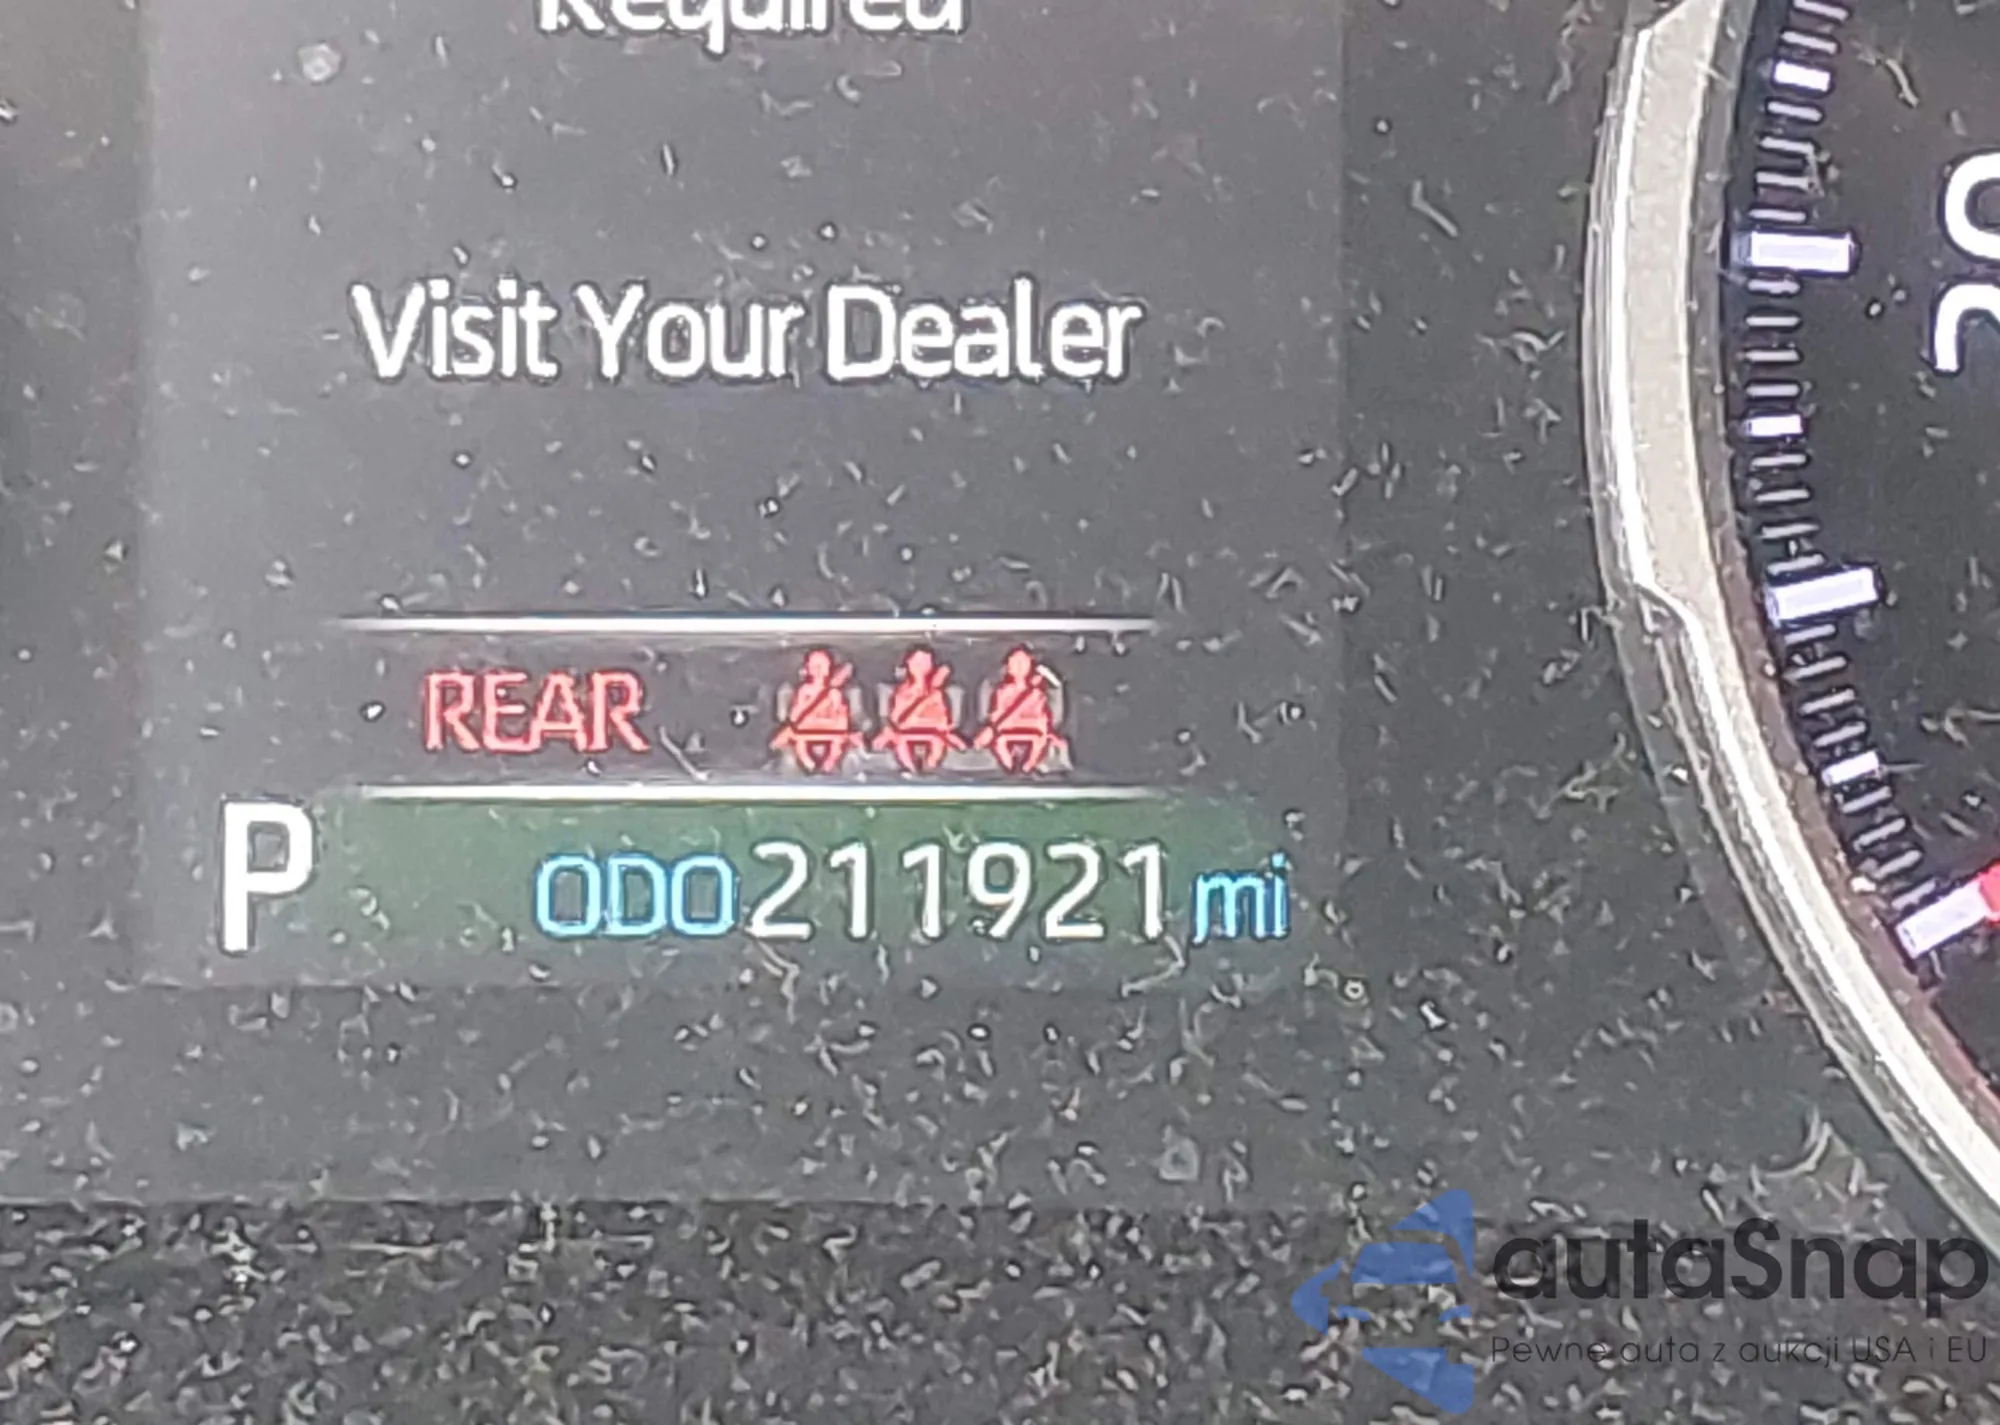 Required
Visit Your Dealer
REAR
P ODO 211921 mi
autaSnap
Pewne auta z aukcji USA i EU